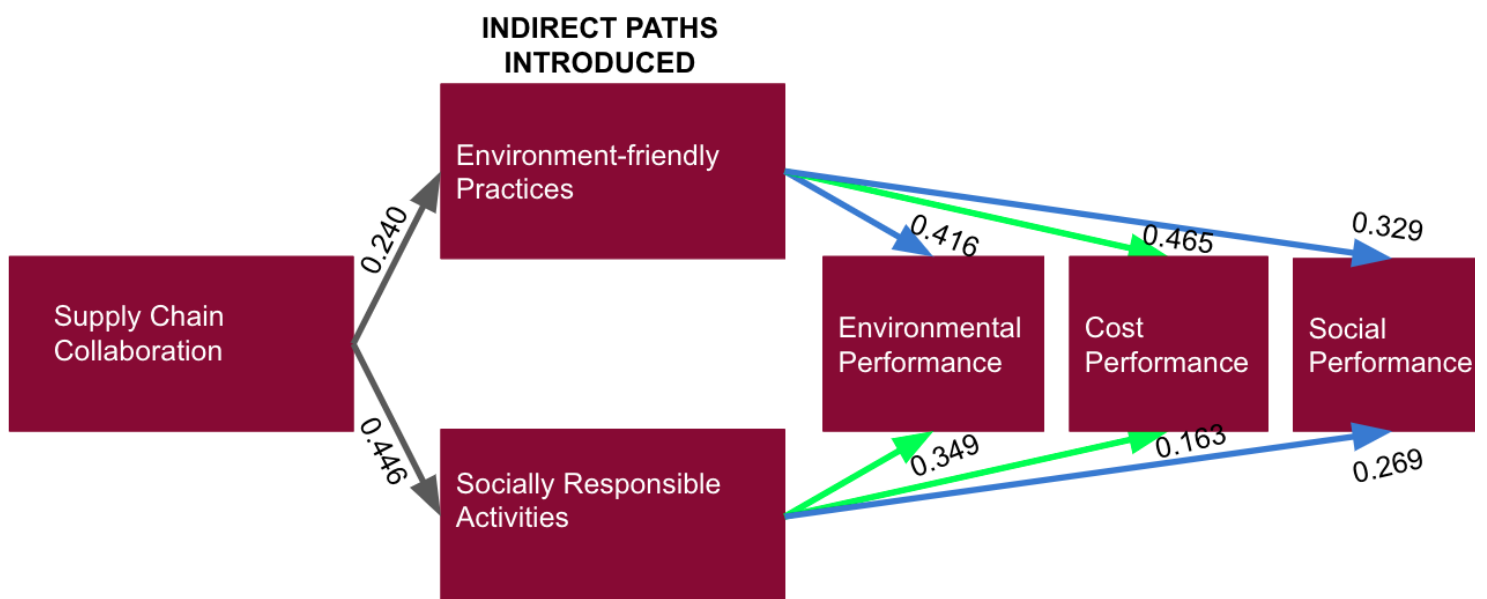 INDIRECT PATHS
INTRODUCED
Environment-friendly
Practices
0.240
0.416
0.465
0.329
Supply Chain
Collaboration
Environmental
Performance
Cost
Performance
Social
Performance
0.446
0.349
0.163
0.269
Socially Responsible
Activities